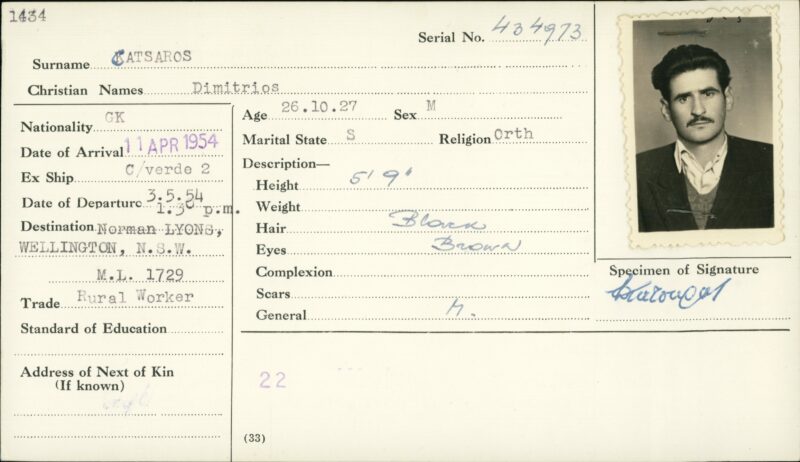 1434
Serial No. 434973
Surname KATSAROS
Christian Names Dimitrios
Nationality GK
Date of Arrival 11 APR 1954
Ex Ship C/verde 2
Date of Departure 3.5.54
1.30 p.m.
Destination Norman LYONS,
WELLINGTON, N.S.W.
M.L. 1729
Trade Rural Worker
Standard of Education
Address of Next of Kin
(If known)
Age 26.10.27 Sex M
Marital State S Religion Orth
Description—
Height 5' 9"
Weight
Hair Black
Eyes Brown
Complexion
Scars
General M.
22
(33)
Specimen of Signature